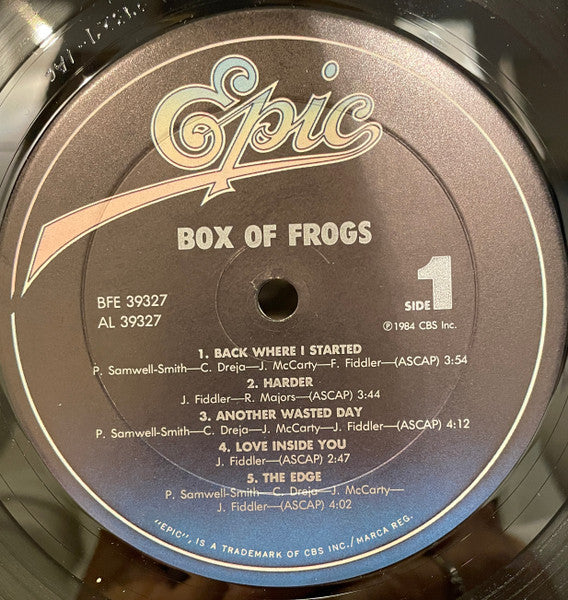 Epic
BOX OF FROGS
BFE 39327
AL 39327
SIDE 1
℗ 1984 CBS Inc.
1. BACK WHERE I STARTED
P. Samwell-Smith—C. Dreja—J. McCarty—F. Fiddler—(ASCAP) 3:54
2. HARDER
J. Fiddler—R. Majors—(ASCAP) 3:44
3. ANOTHER WASTED DAY
P. Samwell-Smith—C. Dreja—J. McCarty—J. Fiddler—(ASCAP) 4:12
4. LOVE INSIDE YOU
J. Fiddler—(ASCAP) 2:47
5. THE EDGE
P. Samwell-Smith—C. Dreja—J. McCarty—
J. Fiddler—(ASCAP) 4:02
"EPIC", IS A TRADEMARK OF CBS INC./MARCA REG.